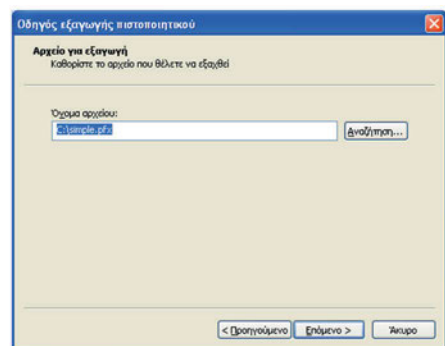 Οδηγός εξαγωγής πιστοποιητικού
Αρχείο για εξαγωγή
Καθορίστε το αρχείο που θέλετε να εξαχθεί
Όνομα αρχείου:
C:\simple.pfx
Αναζήτηση...
< Προηγούμενο
Επόμενο >
Άκυρο